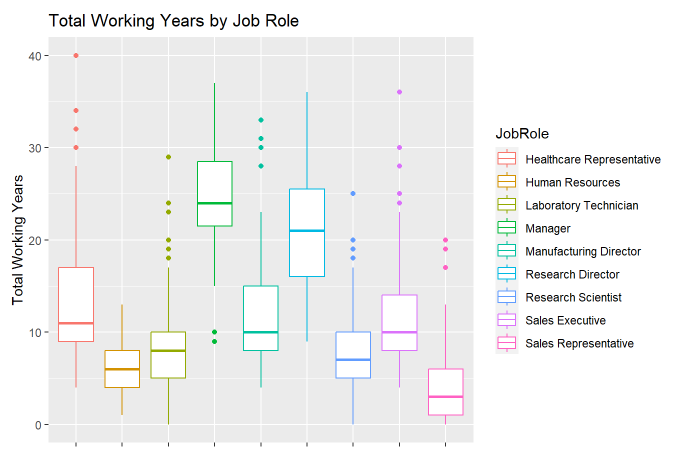 Total Working Years by Job Role
Total Working Years
40
30
20
10
0
JobRole
Healthcare Representative
Human Resources
Laboratory Technician
Manager
Manufacturing Director
Research Director
Research Scientist
Sales Executive
Sales Representative